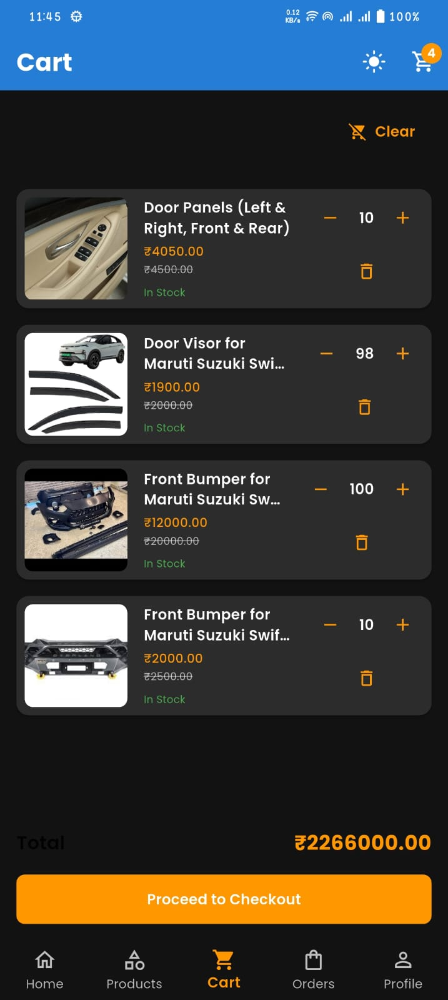 11:45
0.12
KB/s
100%
Cart
4
Clear
Door Panels (Left &
Right, Front & Rear)
₹4050.00
₹4500.00
In Stock
10
Door Visor for
Maruti Suzuki Swi...
₹1900.00
₹2000.00
In Stock
98
Front Bumper for
Maruti Suzuki Sw...
₹12000.00
₹20000.00
In Stock
100
Front Bumper for
Maruti Suzuki Swif...
₹2000.00
₹2500.00
In Stock
10
Total
₹2266000.00
Proceed to Checkout
Home
Products
Cart
Orders
Profile